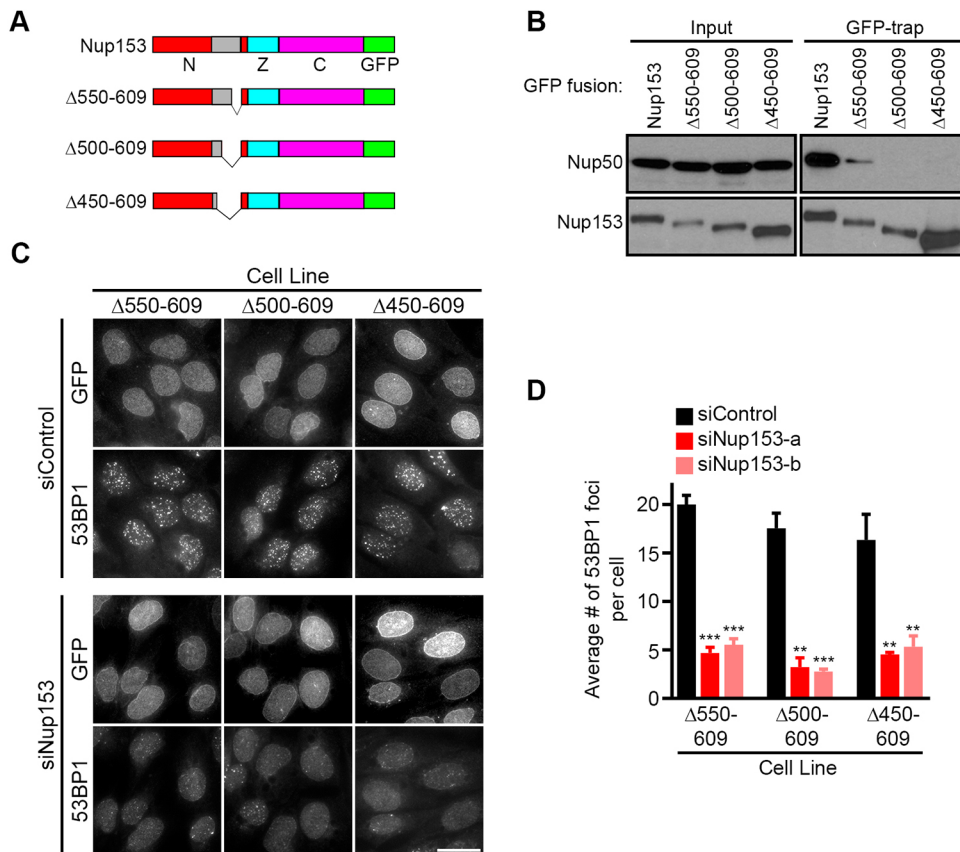 A
Nup153
N Z C GFP
Δ550-609
Δ500-609
Δ450-609
B
Input GFP-trap
GFP fusion:
Nup153 Δ550-609 Δ500-609 Δ450-609 Nup153 Δ550-609 Δ500-609 Δ450-609
Nup50
Nup153
C
Cell Line
Δ550-609 Δ500-609 Δ450-609
siControl
GFP
53BP1
siNup153
GFP
53BP1
D
siControl
siNup153-a
siNup153-b
Average # of 53BP1 foci
per cell
20
15
10
5
0
*** *** ** *** ** **
Δ550- Δ500- Δ450-
609 609 609
Cell Line